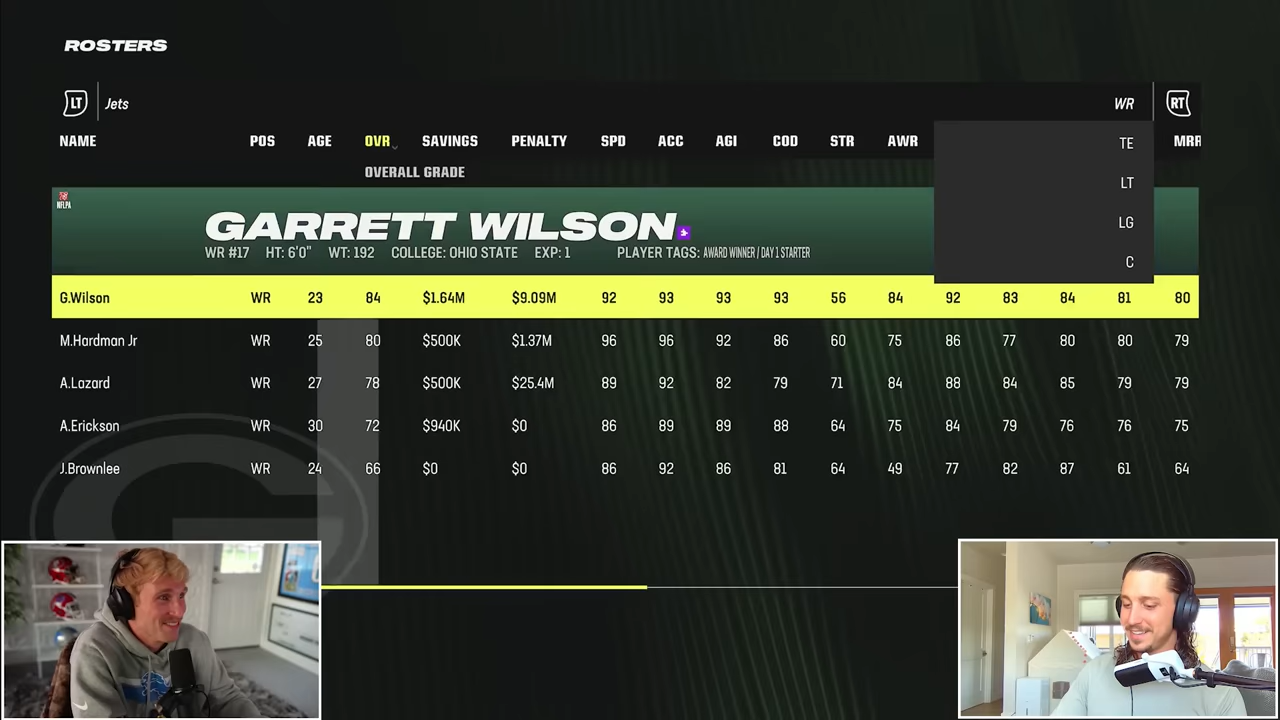 ROSTERS
LT Jets WR RT
NAME POS AGE OVR SAVINGS PENALTY SPD ACC AGI COD STR AWR MRR
OVERALL GRADE
TE
LT
LG
C
NFLPA
GARRETT WILSON
WR #17 HT: 6'0" WT: 192 COLLEGE: OHIO STATE EXP: 1 PLAYER TAGS: AWARD WINNER / DAY 1 STARTER
G.Wilson WR 23 84 $1.64M $9.09M 92 93 93 93 56 84 92 83 84 81 80
M.Hardman Jr WR 25 80 $500K $1.37M 96 96 92 86 60 75 86 77 80 80 79
A.Lazard WR 27 78 $500K $25.4M 89 92 82 79 71 84 88 84 85 79 79
A.Erickson WR 30 72 $940K $0 86 89 89 88 64 75 84 79 76 76 75
J.Brownlee WR 24 66 $0 $0 86 92 86 81 64 49 77 82 87 61 64